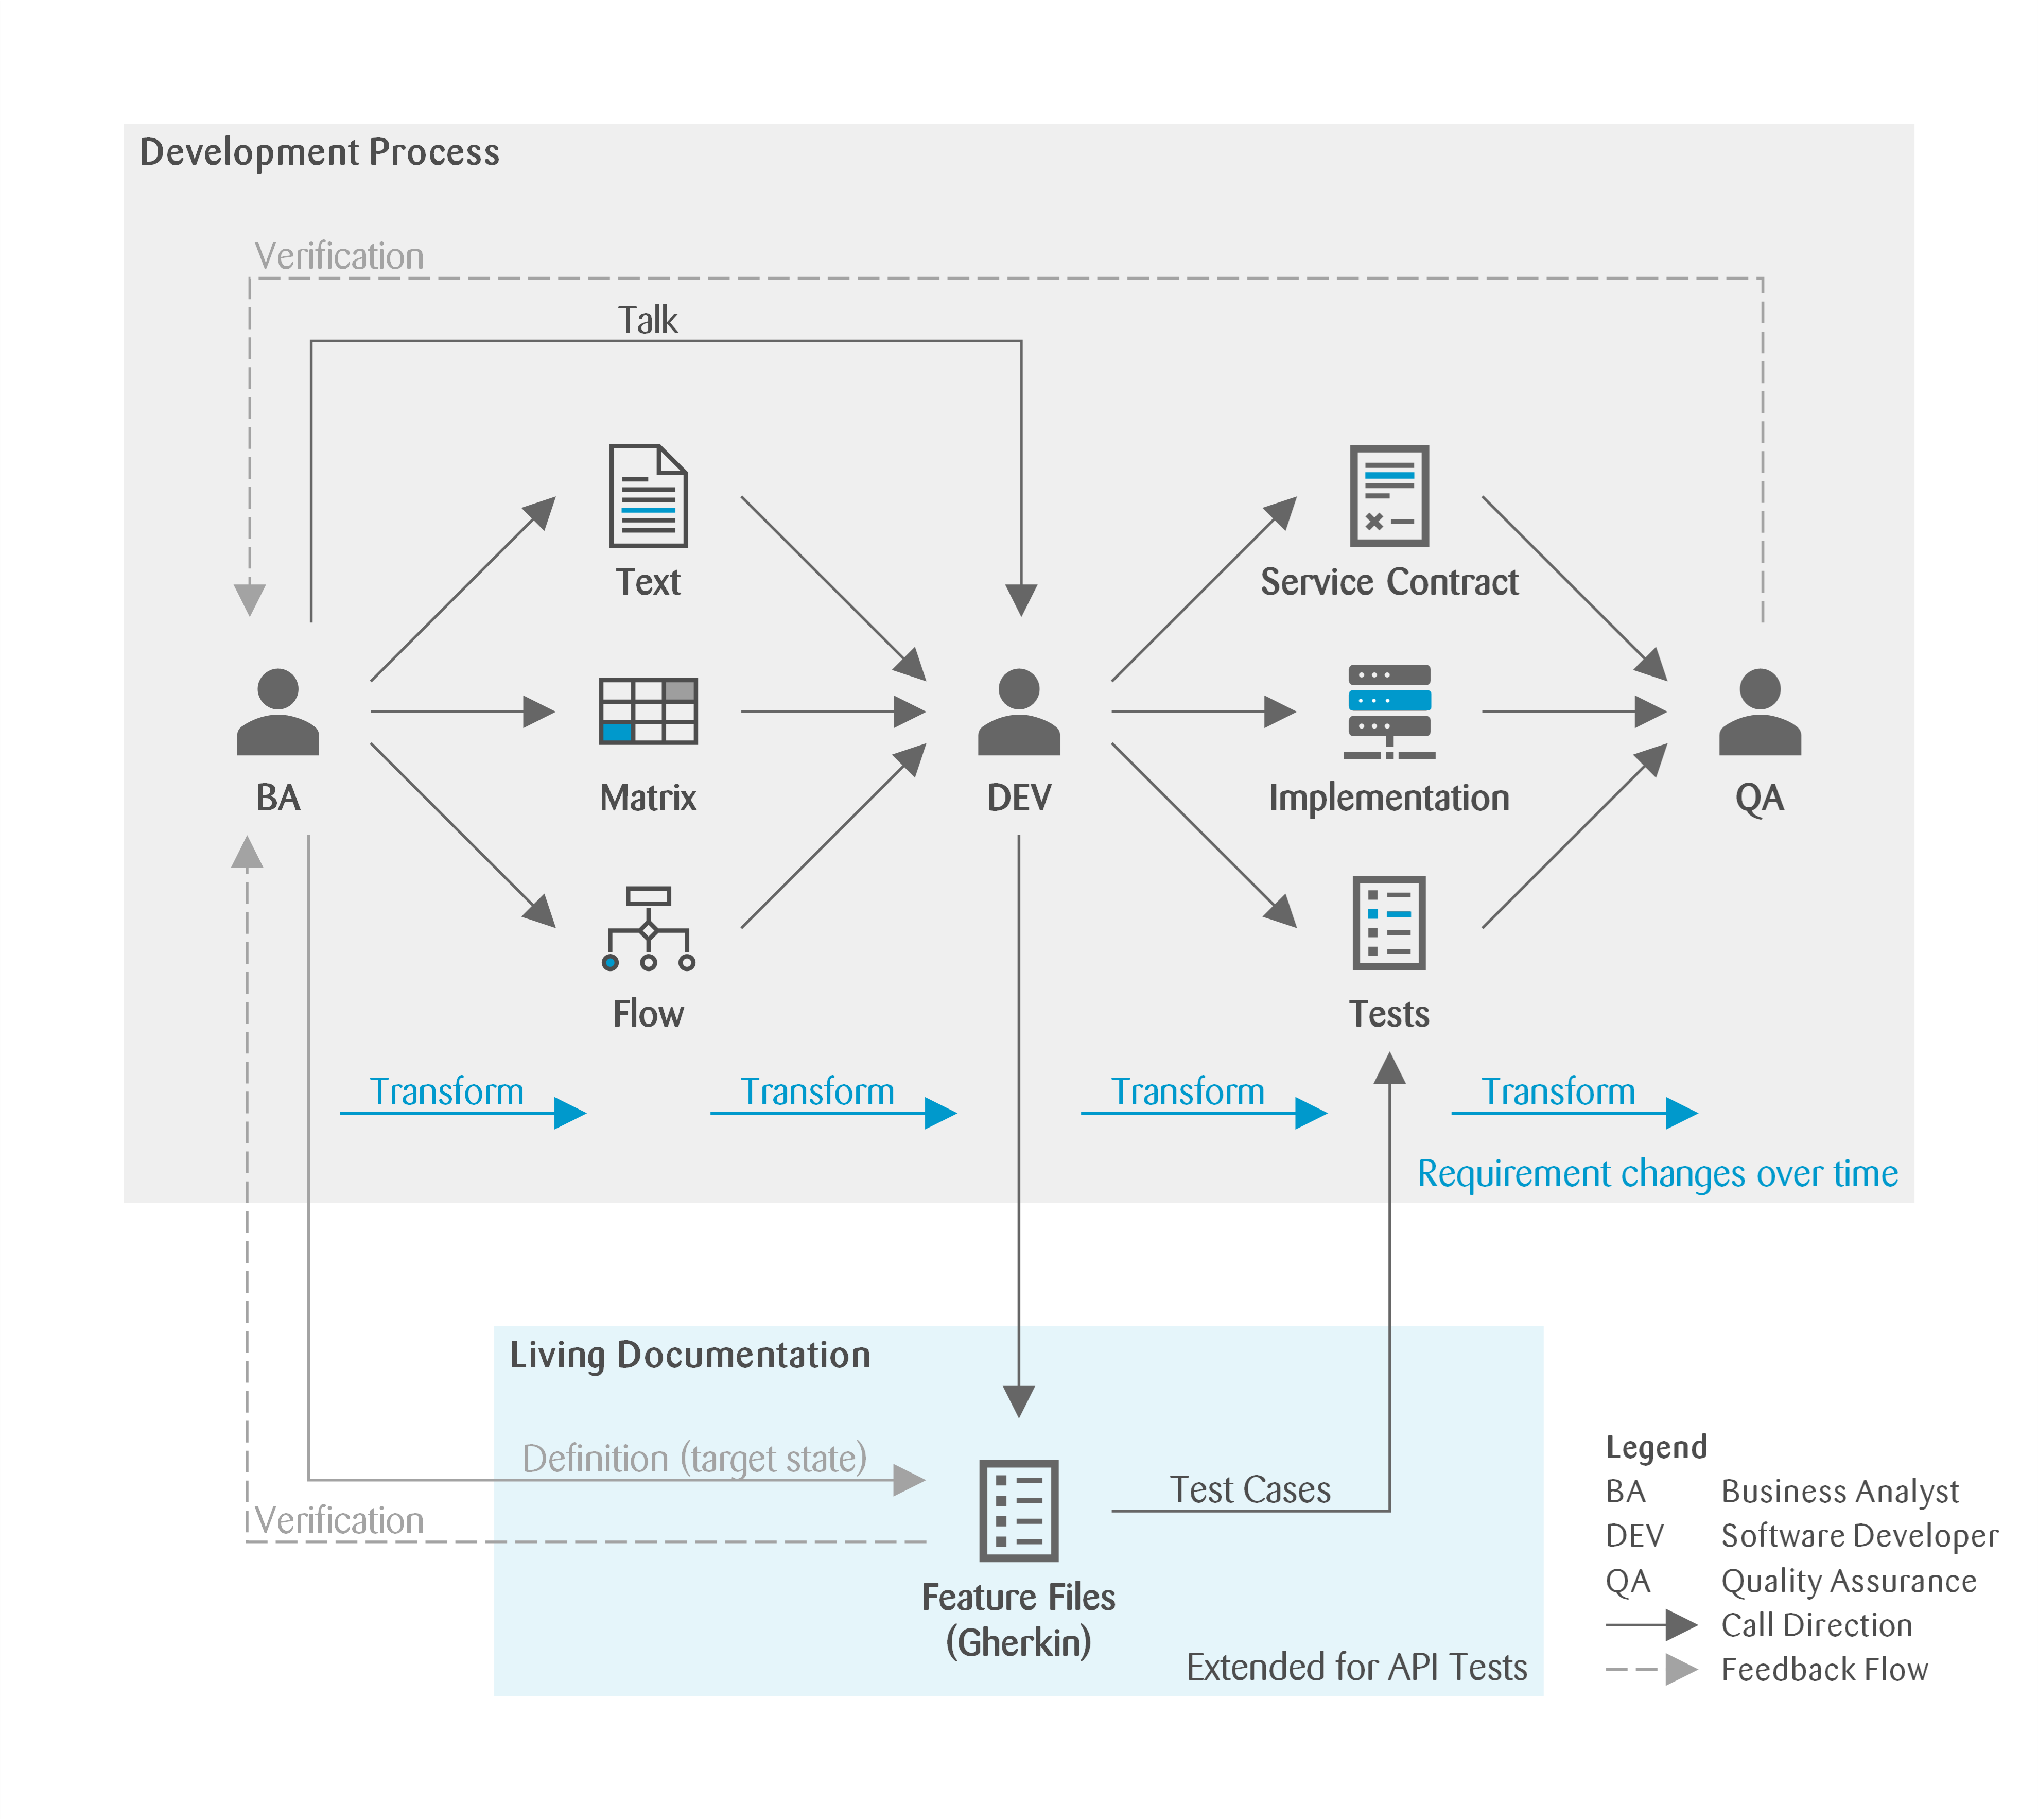 Development Process
Verification
Talk
Text
Service Contract
BA
Matrix
DEV
Implementation
QA
Flow
Tests
Transform
Transform
Transform
Transform
Requirement changes over time
Living Documentation
Definition (target state)
Verification
Test Cases
Feature Files
(Gherkin)
Extended for API Tests
Legend
BA Business Analyst
DEV Software Developer
QA Quality Assurance
Call Direction
Feedback Flow